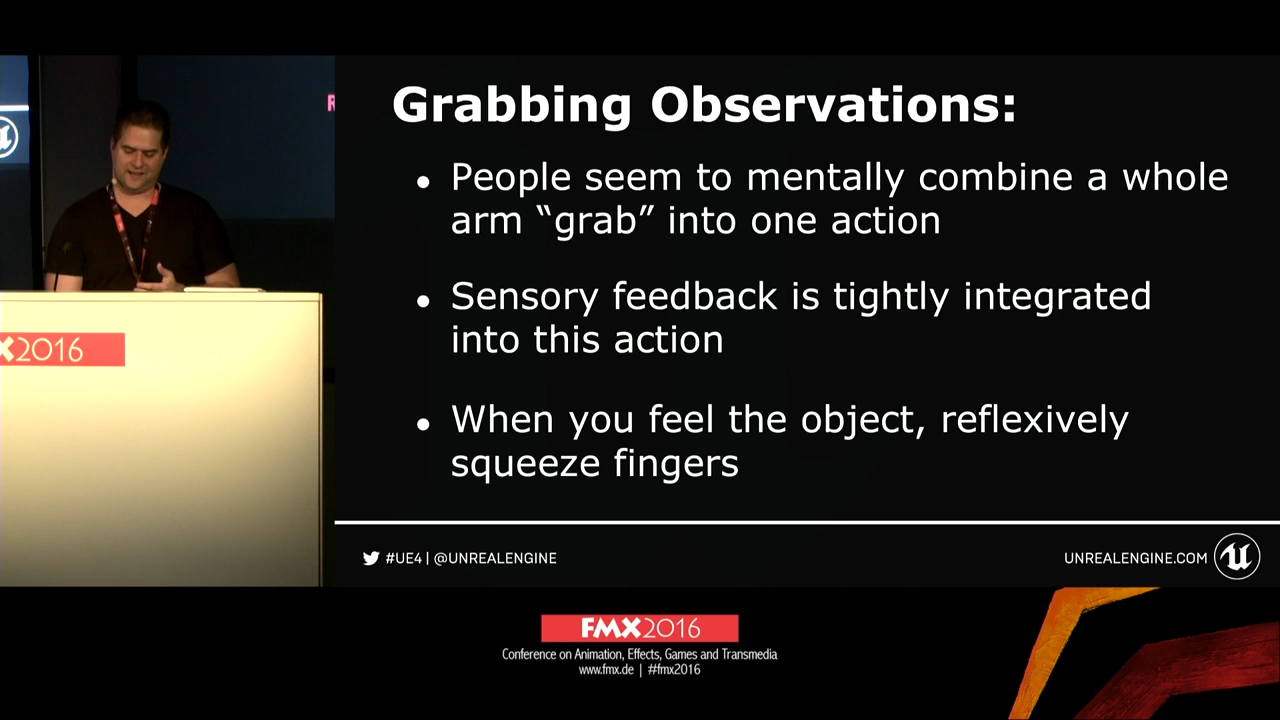 Grabbing Observations:
• People seem to mentally combine a whole
arm “grab” into one action
• Sensory feedback is tightly integrated
into this action
• When you feel the object, reflexively
squeeze fingers
#UE4 | @UNREALENGINE
UNREALENGINE.COM
X2016
FMX2016
Conference on Animation, Effects, Games and Transmedia
www.fmx.de | #fmx2016